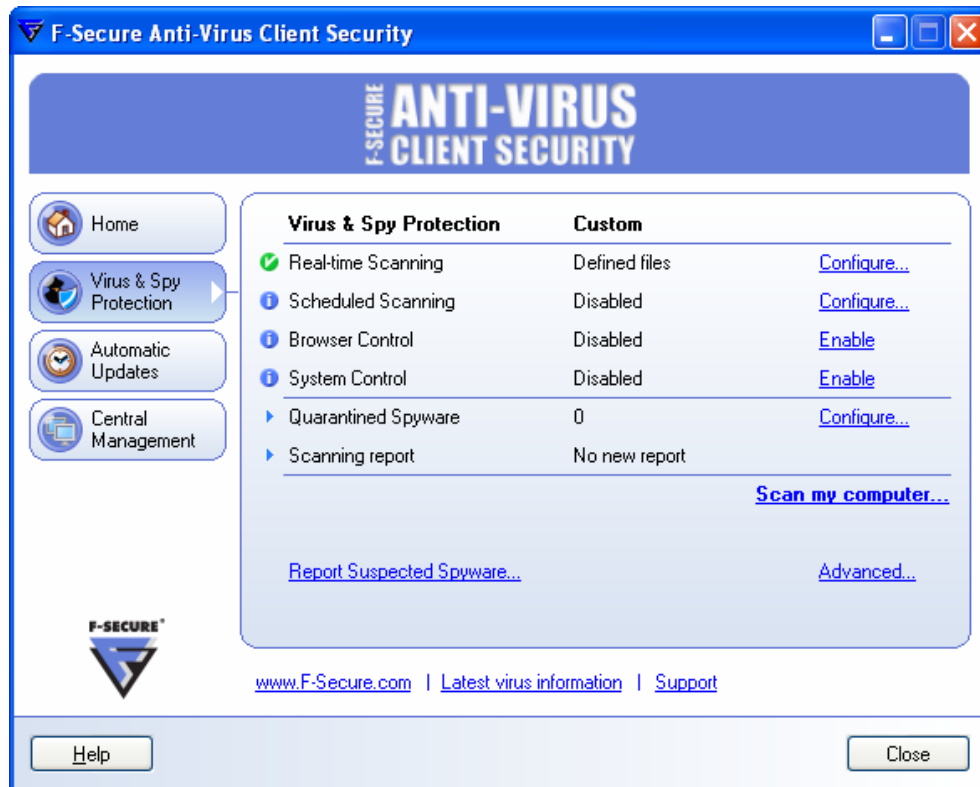 F-Secure Anti-Virus Client Security
F-SECURE ANTI-VIRUS
CLIENT SECURITY
Home
Virus & Spy
Protection
Automatic
Updates
Central
Management
Virus & Spy Protection Custom
Real-time Scanning Defined files Configure...
Scheduled Scanning Disabled Configure...
Browser Control Disabled Enable
System Control Disabled Enable
Quarantined Spyware 0 Configure...
Scanning report No new report
Scan my computer...
Report Suspected Spyware... Advanced...
F-SECURE®
www.F-Secure.com | Latest virus information | Support
Help Close